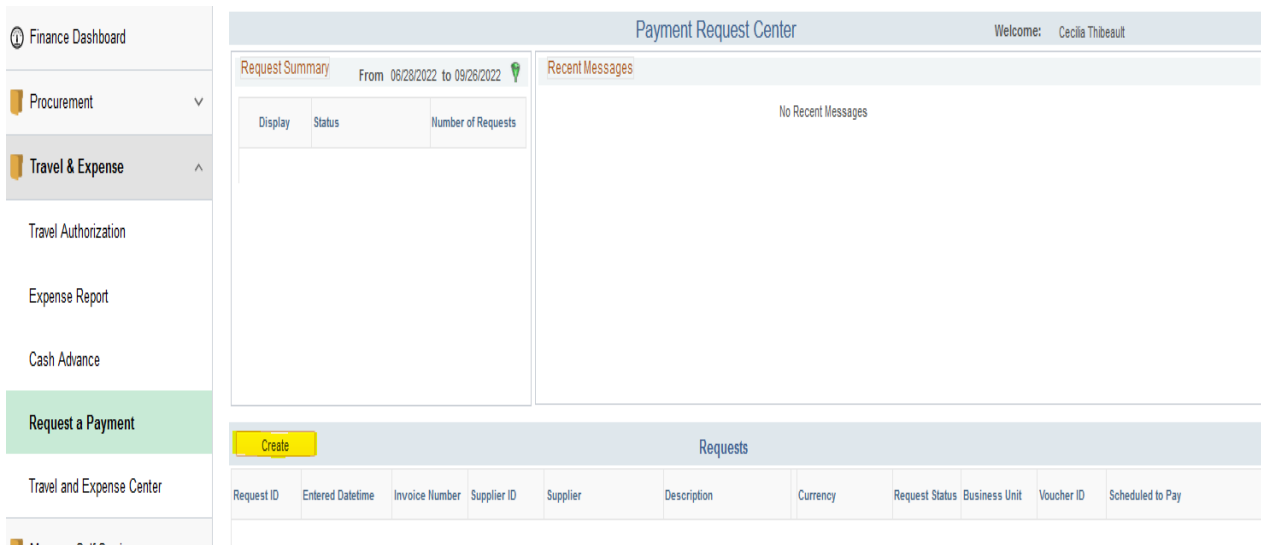 Finance Dashboard
Procurement
Travel & Expense
Travel Authorization
Expense Report
Cash Advance
Request a Payment
Travel and Expense Center
Payment Request Center Welcome: Cecilia Thibeault
Request Summary From 06/28/2022 to 09/26/2022
Display Status Number of Requests
Recent Messages
No Recent Messages
Create Requests
Request ID Entered Datetime Invoice Number Supplier ID Supplier Description Currency Request Status Business Unit Voucher ID Scheduled to Pay